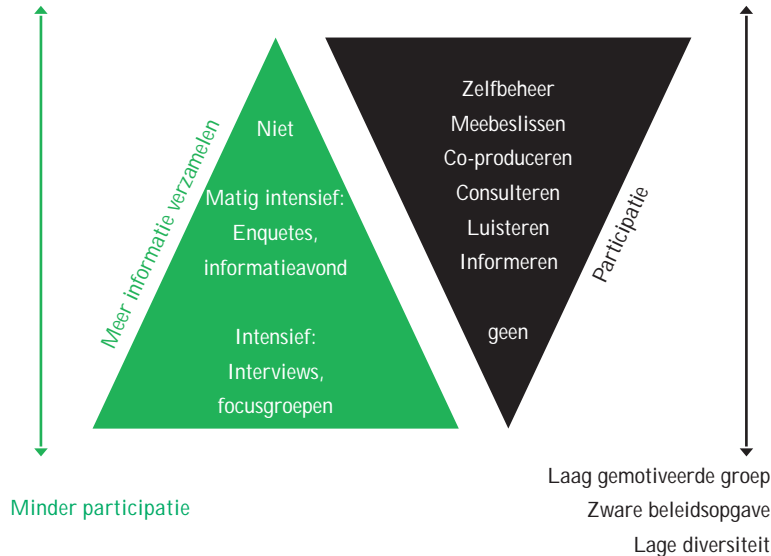 Meer informatie verzamelen
Niet
Matig intensief:
Enquetes,
informatieavond
Intensief:
Interviews,
focusgroepen
Zelfbeheer
Meebeslissen
Co-produceren
Consulteren
Luisteren
Informeren
geen
Participatie
Minder participatie
Laag gemotiveerde groep
Zware beleidsopgave
Lage diversiteit